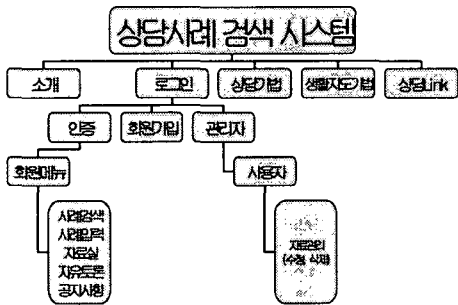 상담사례 검색 시스템
소개
로그인
상담기법
생활지도기법
상담Link
인증
회원가입
관리자
회원메뉴
사용자
사례검색
사례입력
자료실
자유토론
공지사항
자료관리
(수정, 삭제)